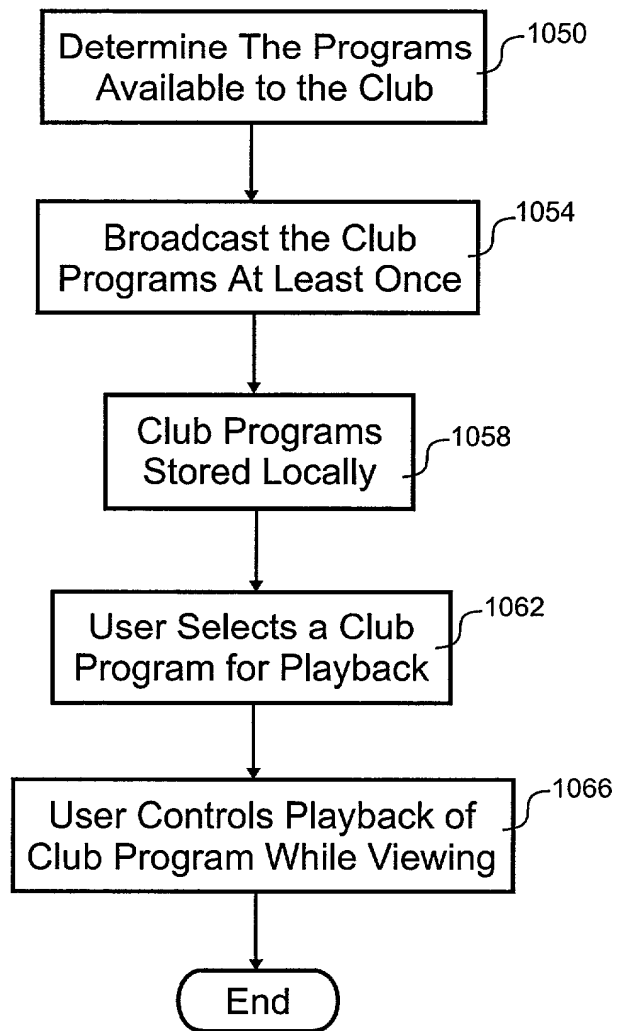 Determine The Programs
Available to the Club
1050
Broadcast the Club
Programs At Least Once
1054
Club Programs
Stored Locally
1058
User Selects a Club
Program for Playback
1062
User Controls Playback of
Club Program While Viewing
1066
End